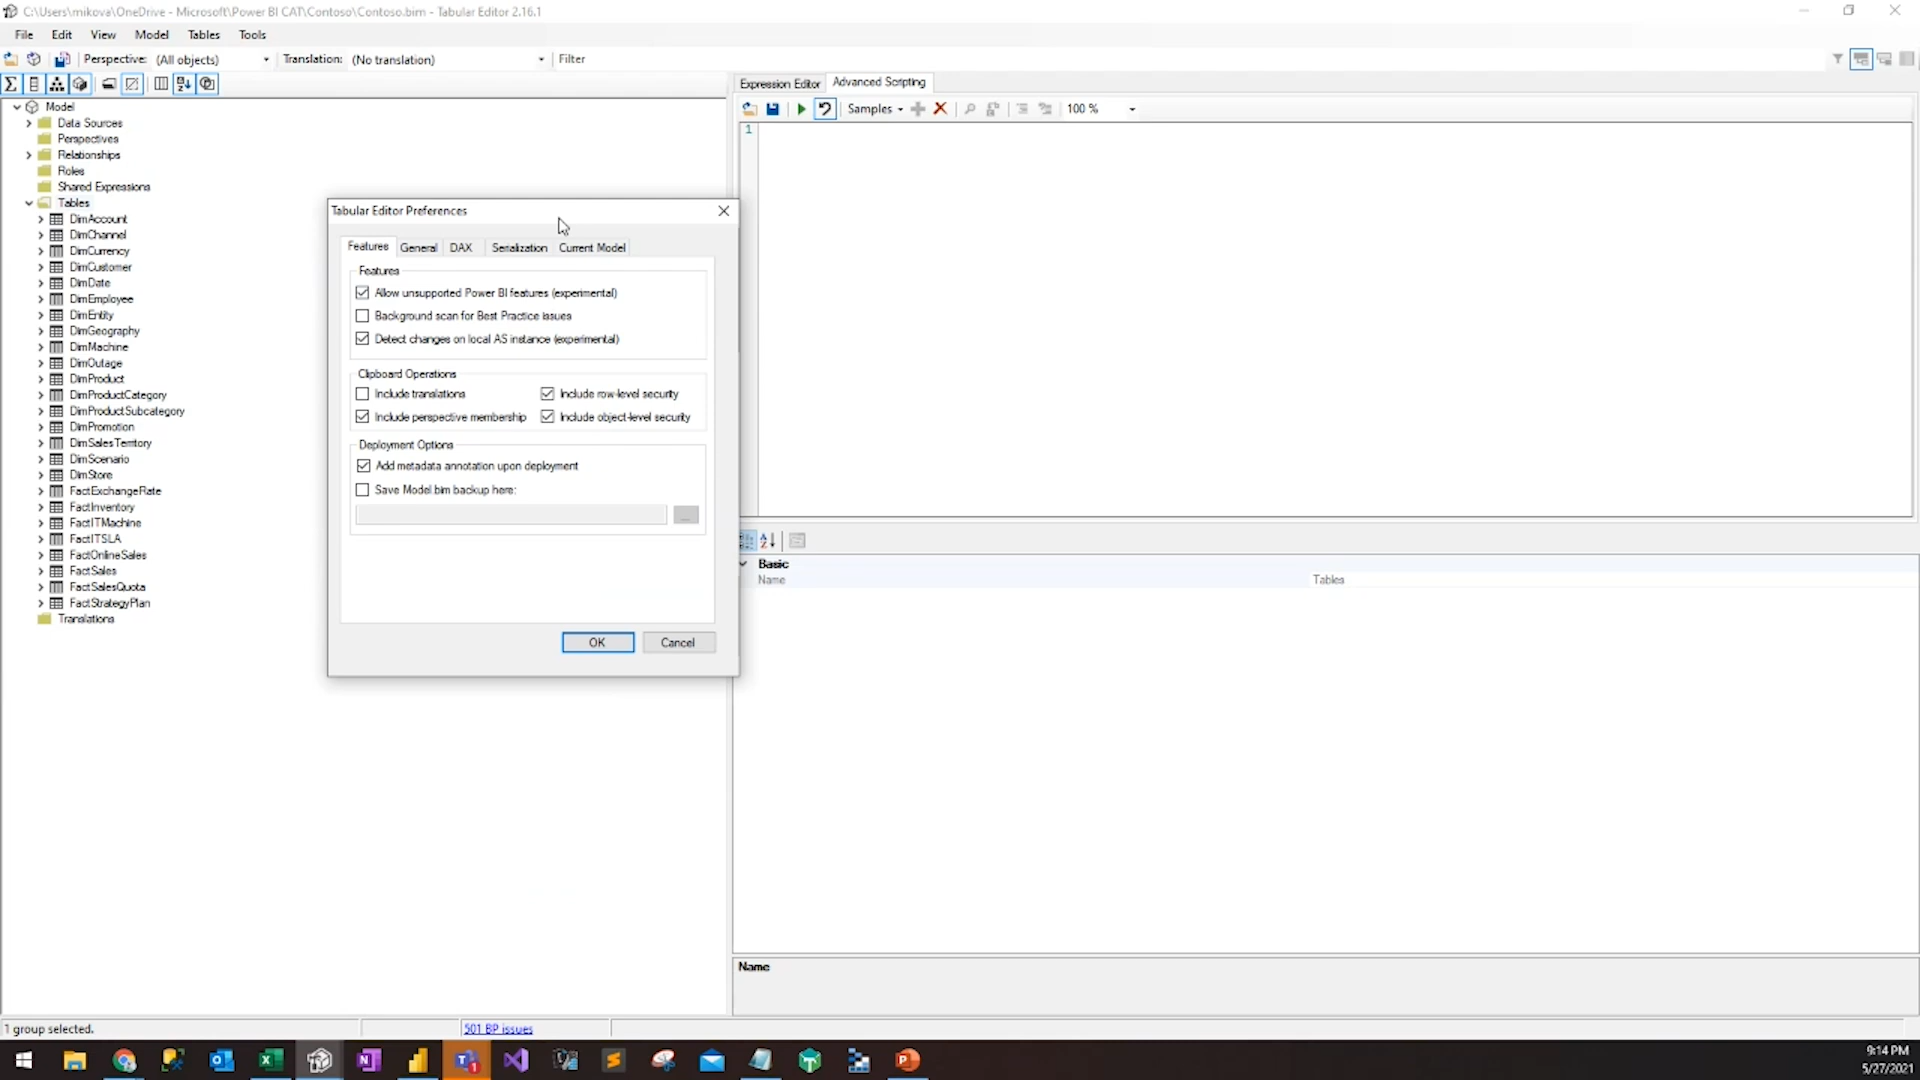 C:\Users\mikova\OneDrive - Microsoft\Power BI CAT\Contoso\Contoso.bim - Tabular Editor 2.16.1
File Edit View Model Tables Tools
Perspective: (All objects) Translation: (No translation) Filter
Expression Editor Advanced Scripting
Samples 100 %
1
Model
Data Sources
Perspectives
Relationships
Roles
Shared Expressions
Tables
DimAccount
DimChannel
DimCurrency
DimCustomer
DimDate
DimEmployee
DimEntity
DimGeography
DimMachine
DimOutage
DimProduct
DimProductCategory
DimProductSubcategory
DimPromotion
DimSalesTerritory
DimScenario
DimStore
FactExchangeRate
FactInventory
FactITMachine
FactITSLA
FactOnlineSales
FactSales
FactSalesQuota
FactStrategyPlan
Translations
Tabular Editor Preferences
Features General DAX Serialization Current Model
Features
Allow unsupported Power BI features (experimental)
Background scan for Best Practice issues
Detect changes on local AS instance (experimental)
Clipboard Operations
Include translations Include row-level security
Include perspective membership Include object-level security
Deployment Options
Add metadata annotation upon deployment
Save Model.bim backup here:
...
OK Cancel
Basic
Name Tables
Name
1 group selected. 501 BP issues
9:14 PM
5/27/2021